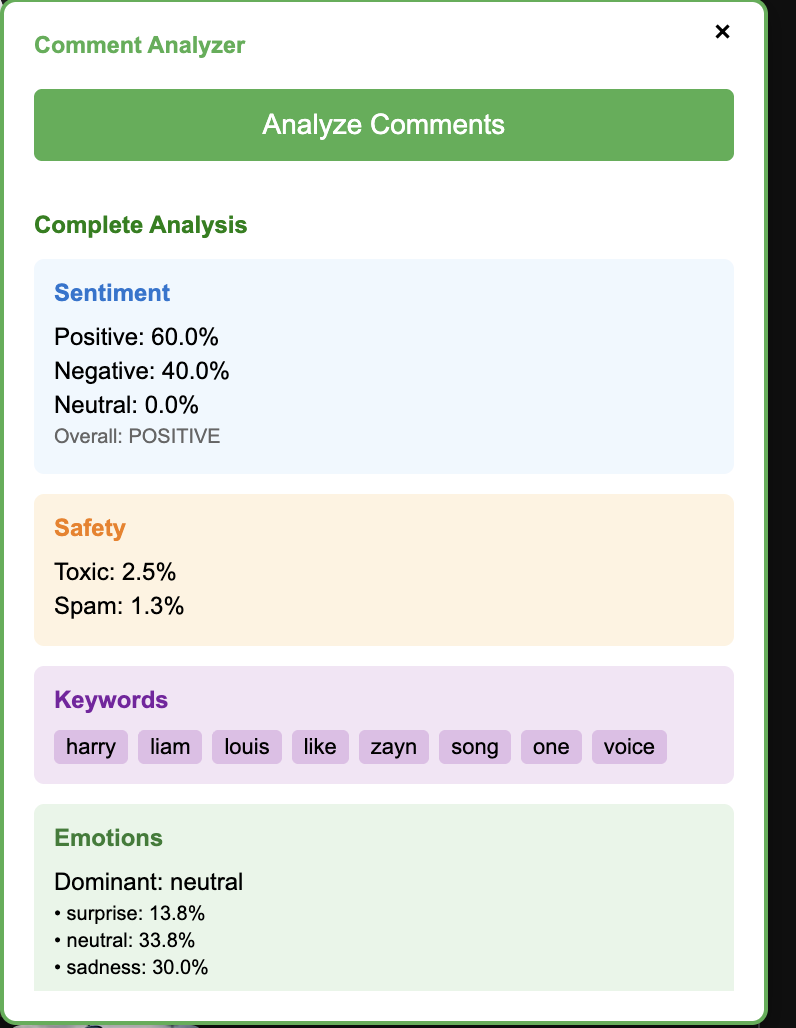 Comment Analyzer
×
Analyze Comments
Complete Analysis
Sentiment
Positive: 60.0%
Negative: 40.0%
Neutral: 0.0%
Overall: POSITIVE
Safety
Toxic: 2.5%
Spam: 1.3%
Keywords
harry liam louis like zayn song one voice
Emotions
Dominant: neutral
• surprise: 13.8%
• neutral: 33.8%
• sadness: 30.0%